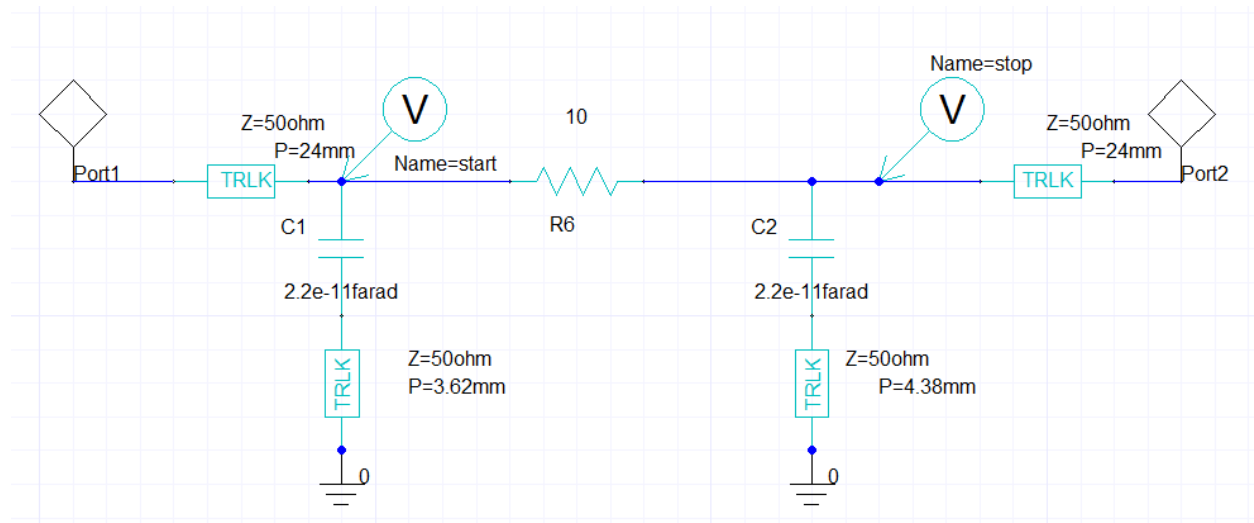 Name=stop
10
V
V
Z=50ohm
P=24mm
Z=50ohm
P=24mm
Name=start
Port1
TRLK
TRLK
Port2
C1
R6
C2
2.2e-11farad
2.2e-11farad
Z=50ohm
P=3.62mm
TRLK
Z=50ohm
P=4.38mm
TRLK
0
0